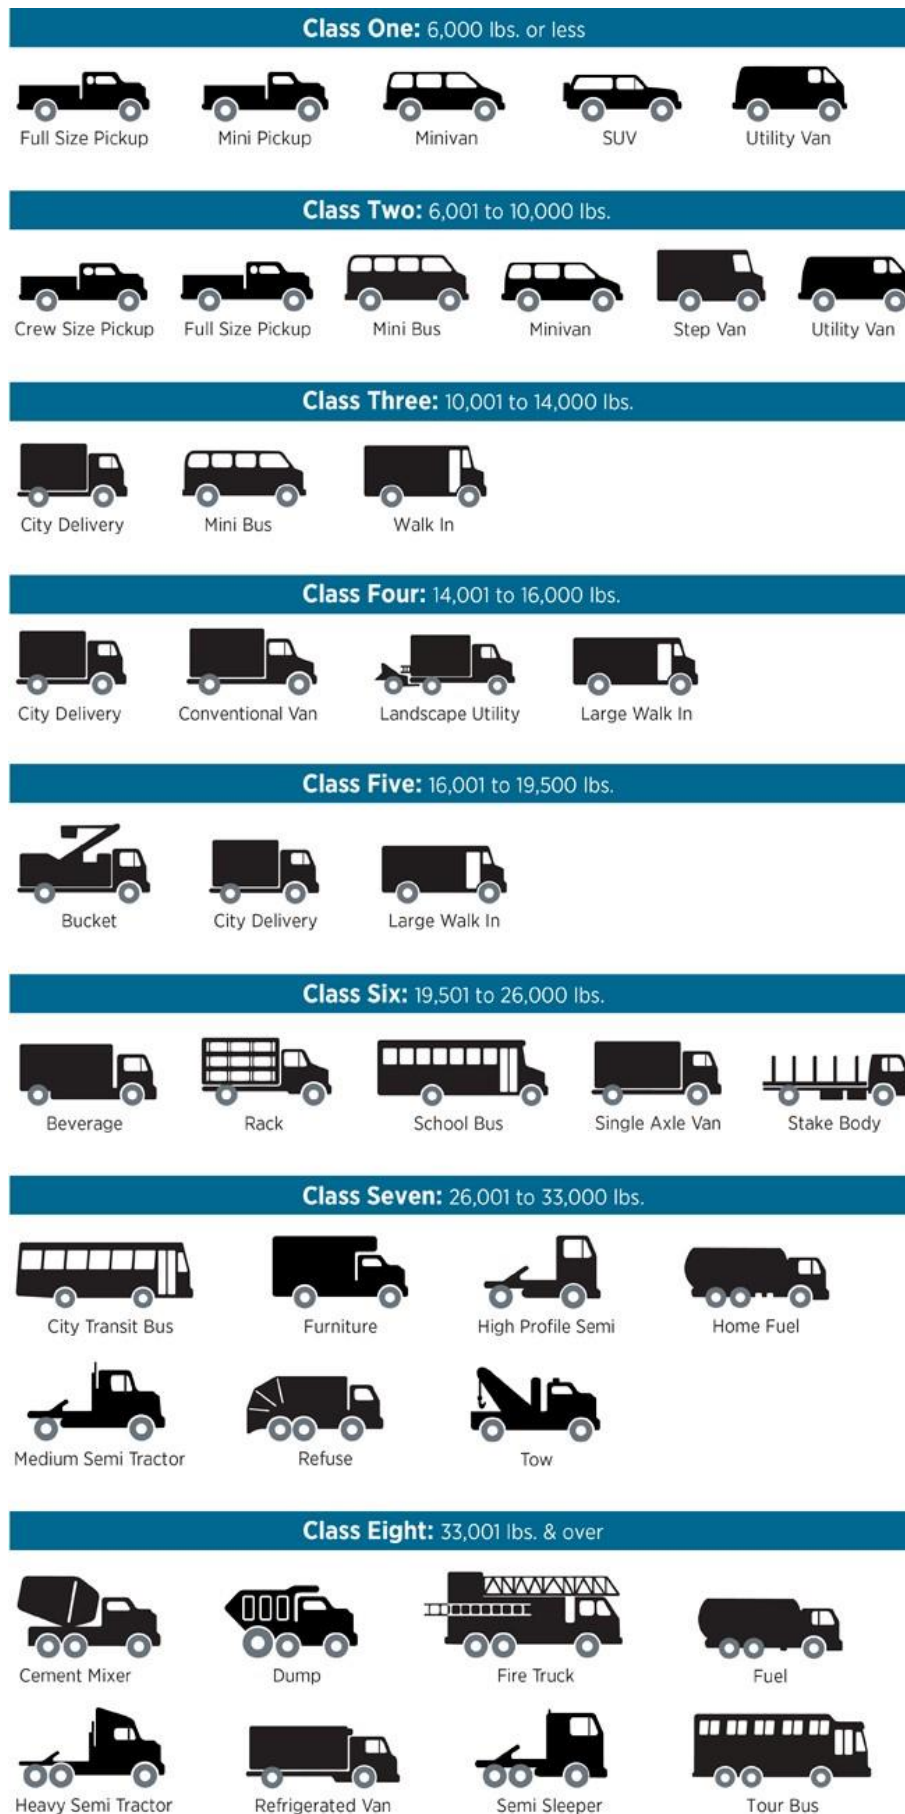 Class One: 6,000 lbs. or less
Full Size Pickup Mini Pickup Minivan SUV Utility Van
Class Two: 6,001 to 10,000 lbs.
Crew Size Pickup Full Size Pickup Mini Bus Minivan Step Van Utility Van
Class Three: 10,001 to 14,000 lbs.
City Delivery Mini Bus Walk In
Class Four: 14,001 to 16,000 lbs.
City Delivery Conventional Van Landscape Utility Large Walk In
Class Five: 16,001 to 19,500 lbs.
Bucket City Delivery Large Walk In
Class Six: 19,501 to 26,000 lbs.
Beverage Rack School Bus Single Axle Van Stake Body
Class Seven: 26,001 to 33,000 lbs.
City Transit Bus Furniture High Profile Semi Home Fuel
Medium Semi Tractor Refuse Tow
Class Eight: 33,001 lbs. & over
Cement Mixer Dump Fire Truck Fuel
Heavy Semi Tractor Refrigerated Van Semi Sleeper Tour Bus